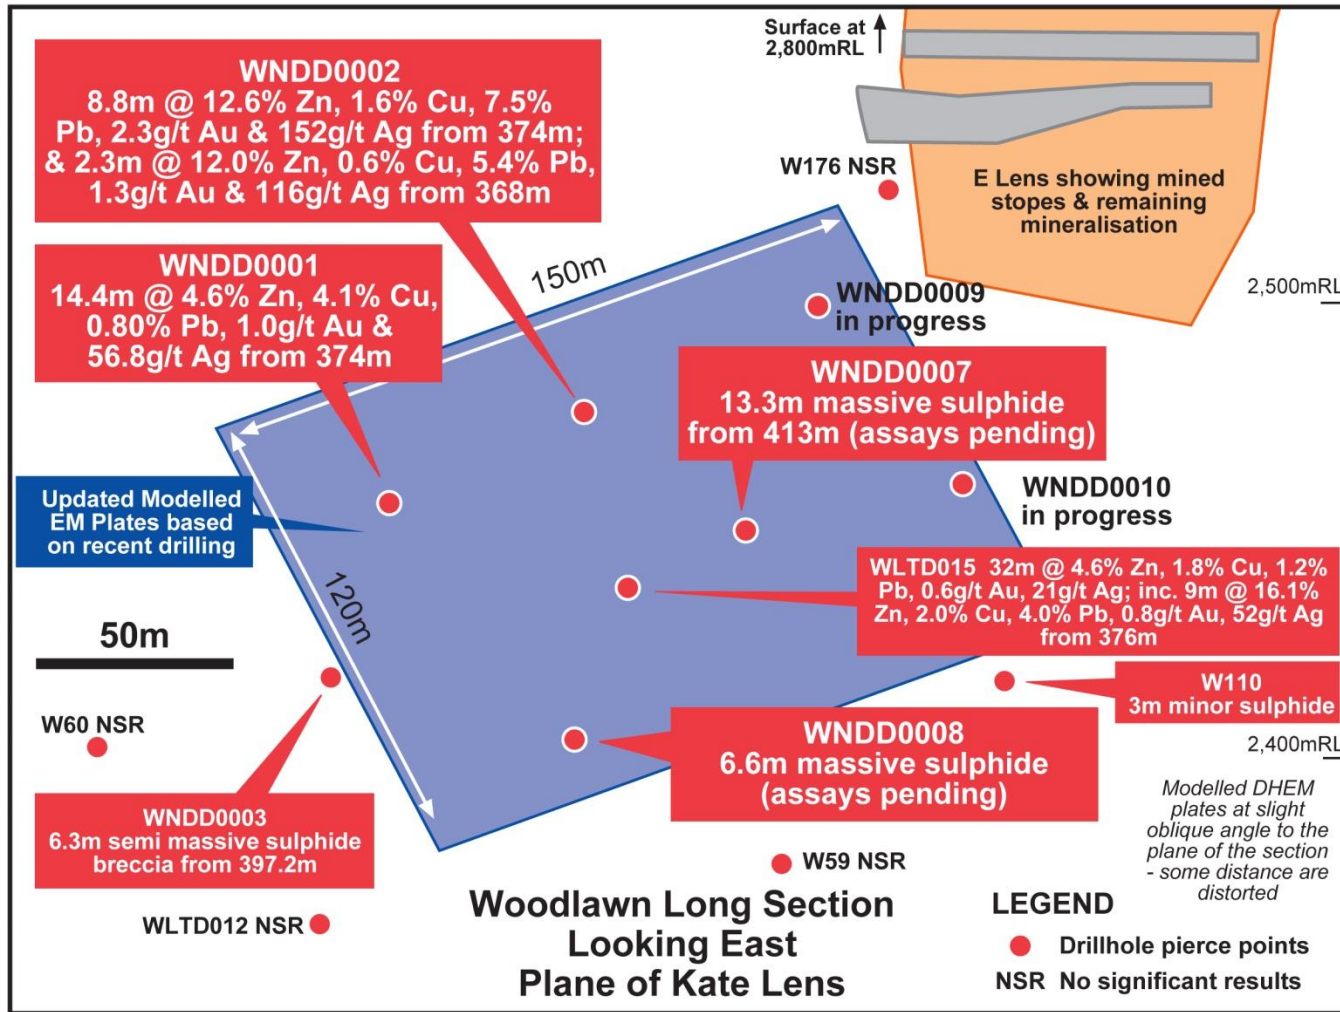 Surface at
2,800mRL
WNDD0002
8.8m @ 12.6% Zn, 1.6% Cu, 7.5%
Pb, 2.3g/t Au & 152g/t Ag from 374m;
& 2.3m @ 12.0% Zn, 0.6% Cu, 5.4% Pb,
1.3g/t Au & 116g/t Ag from 368m
W176 NSR
E Lens showing mined
stopes & remaining
mineralisation
WNDD0001
14.4m @ 4.6% Zn, 4.1% Cu,
0.80% Pb, 1.0g/t Au &
56.8g/t Ag from 374m
150m
2,500mRL
WNDD0009
in progress
WNDD0007
13.3m massive sulphide
from 413m (assays pending)
Updated Modelled
EM Plates based
on recent drilling
WNDD0010
in progress
120m
WLTD015 32m @ 4.6% Zn, 1.8% Cu, 1.2%
Pb, 0.6g/t Au, 21g/t Ag; inc. 9m @ 16.1%
Zn, 2.0% Cu, 4.0% Pb, 0.8g/t Au, 52g/t Ag
from 376m
50m
W110
3m minor sulphide
W60 NSR
WNDD0008
6.6m massive sulphide
(assays pending)
2,400mRL
WNDD0003
6.3m semi massive sulphide
breccia from 397.2m
Modelled DHEM
plates at slight
oblique angle to the
plane of the section
- some distance are
distorted
W59 NSR
WLTD012 NSR
Woodlawn Long Section
Looking East
Plane of Kate Lens
LEGEND
Drillhole pierce points
NSR No significant results